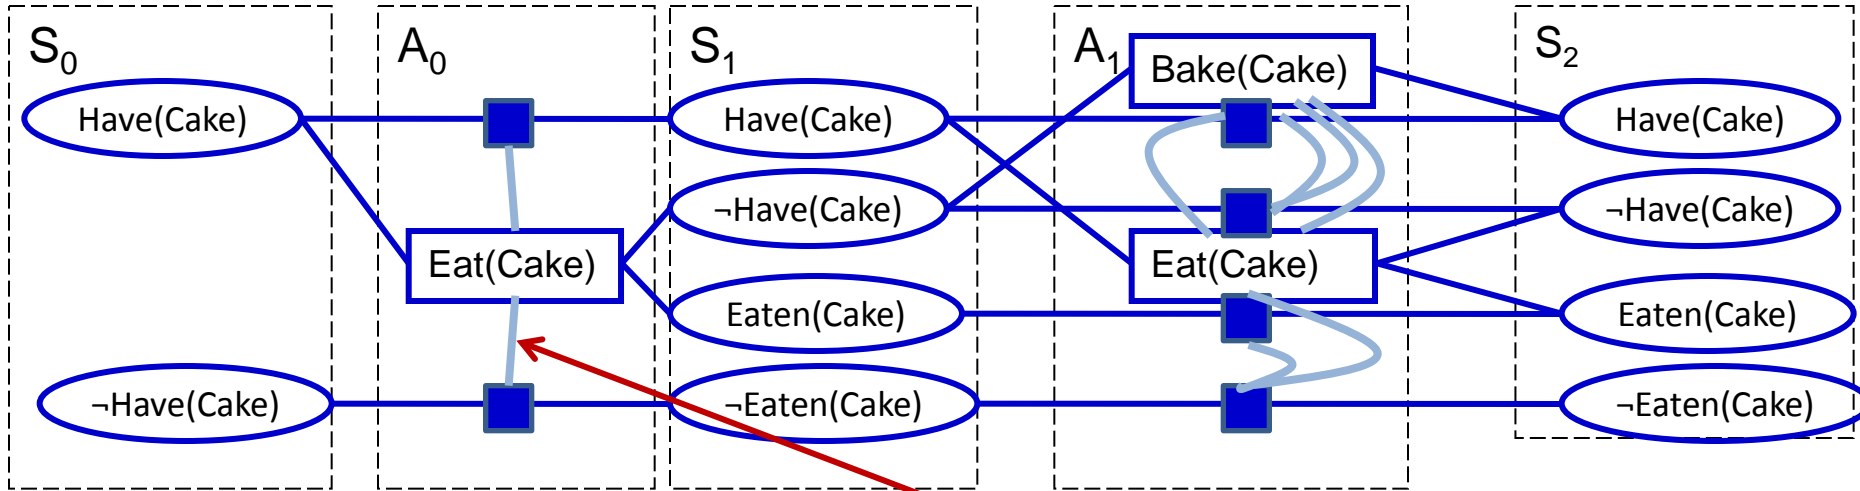 S0
Have(Cake)
¬Have(Cake)
A0
Eat(Cake)
S1
Have(Cake)
¬Have(Cake)
Eaten(Cake)
¬Eaten(Cake)
A1
Bake(Cake)
Eat(Cake)
S2
Have(Cake)
¬Have(Cake)
Eaten(Cake)
¬Eaten(Cake)